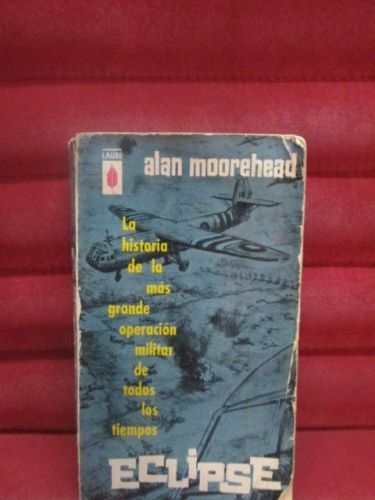 LAURO
alan moorehead
La
historia
de la
más
grande
operación
militar
de
todos
los
tiempos
ECLIPSE